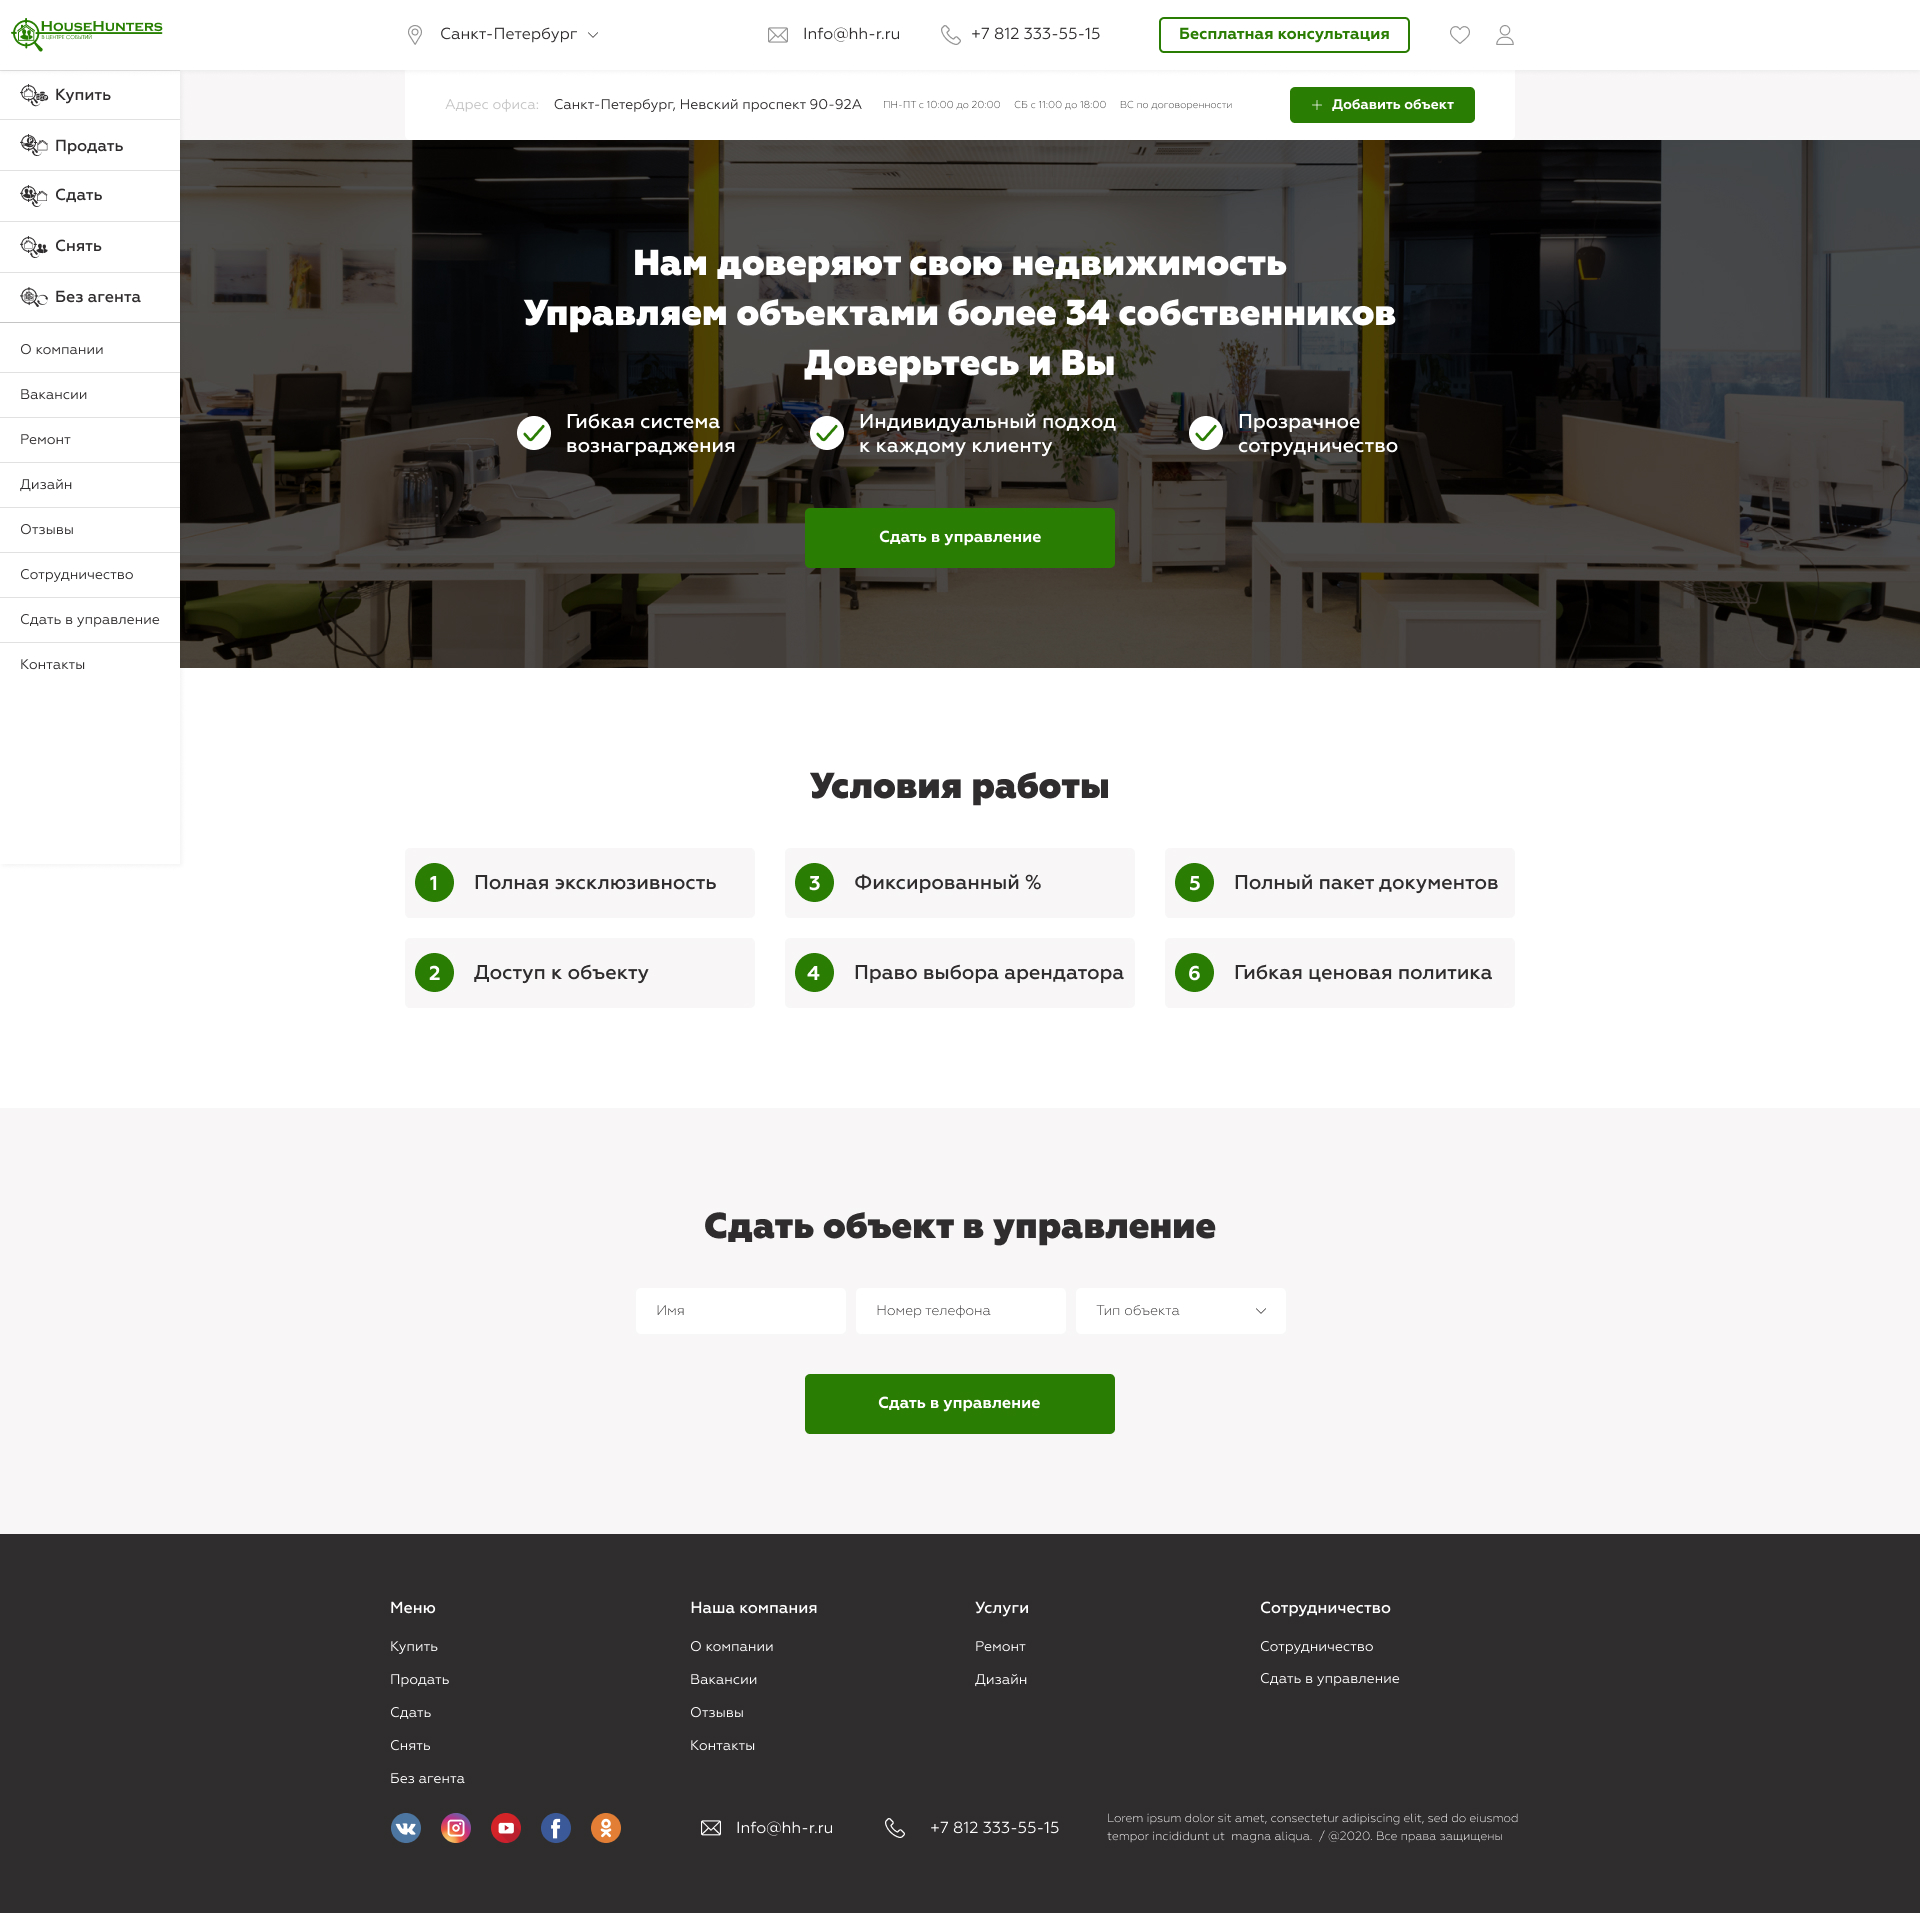 HouseHunters
В ЦЕНТРЕ СОБЫТИЙ
Санкт-Петербург
Info@hh-r.ru
+7 812 333-55-15
Бесплатная консультация
Адрес офиса: Санкт-Петербург, Невский проспект 90-92А
ПН-ПТ с 10:00 до 20:00
СБ с 11:00 до 18:00
ВС по договоренности
+ Добавить объект
Купить
Продать
Сдать
Снять
Без агента
О компании
Вакансии
Ремонт
Дизайн
Отзывы
Сотрудничество
Сдать в управление
Контакты
Нам доверяют свою недвижимость
Управляем объектами более 34 собственников
Доверьтесь и Вы
Гибкая система
вознаграждения
Индивидуальный подход
к каждому клиенту
Прозрачное
сотрудничество
Сдать в управление
Условия работы
1 Полная эксклюзивность
3 Фиксированный %
5 Полный пакет документов
2 Доступ к объекту
4 Право выбора арендатора
6 Гибкая ценовая политика
Сдать объект в управление
Имя
Номер телефона
Тип объекта
Сдать в управление
Меню
Купить
Продать
Сдать
Снять
Без агента
Наша компания
О компании
Вакансии
Отзывы
Контакты
Услуги
Ремонт
Дизайн
Сотрудничество
Сотрудничество
Сдать в управление
Info@hh-r.ru
+7 812 333-55-15
Lorem ipsum dolor sit amet, consectetur adipiscing elit, sed do eiusmod
tempor incididunt ut magna aliqua. / @2020. Все права защищены